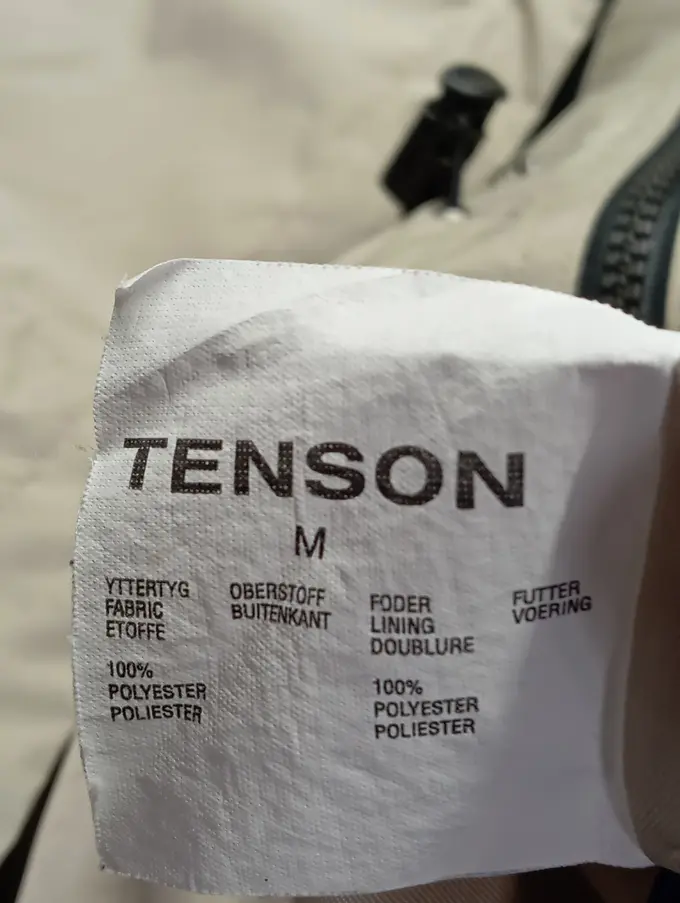 TENSON
M
YTTERTYG
FABRIC
ETOFFE
OBERSTOFF
BUITENKANT
FODER
LINING
DOUBLURE
FUTTER
VOERING
100%
POLYESTER
POLIESTER
100%
POLYESTER
POLIESTER